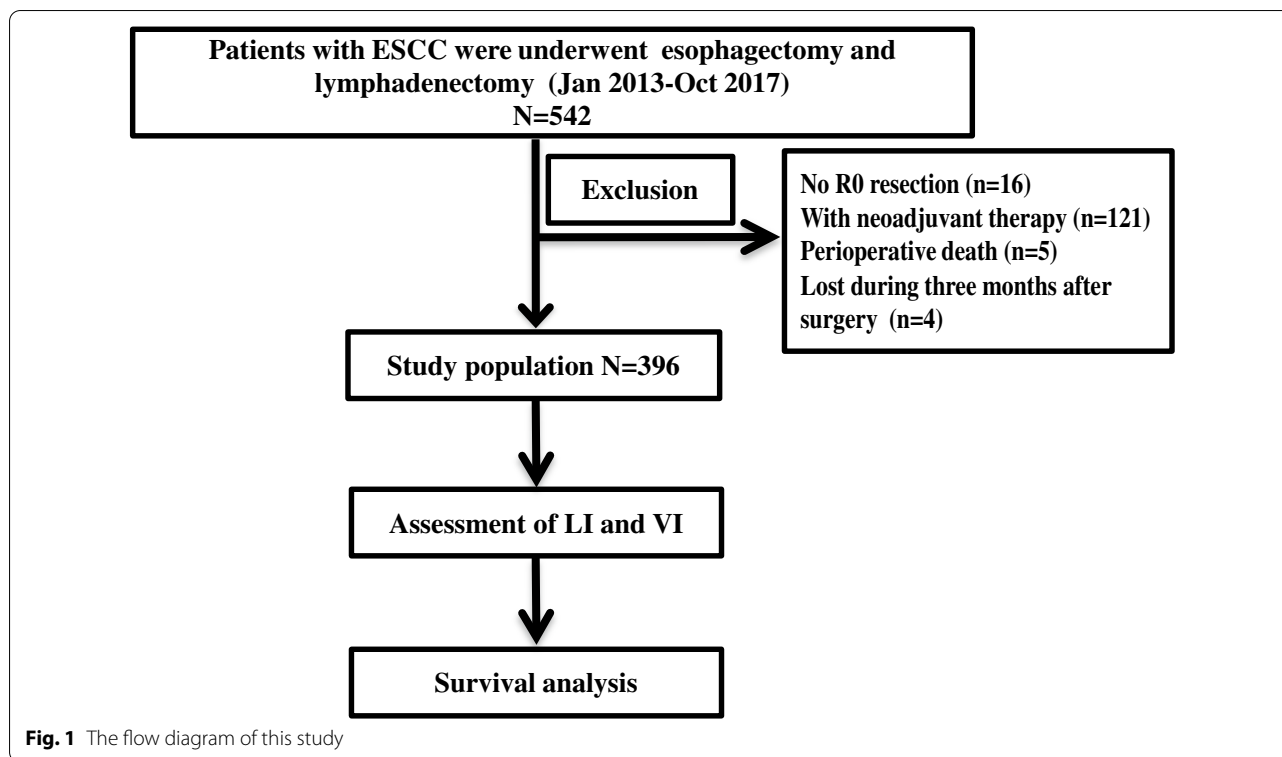 Patients with ESCC were underwent esophagectomy and
lymphadenectomy (Jan 2013-Oct 2017)
N=542
Exclusion
No R0 resection (n=16)
With neoadjuvant therapy (n=121)
Perioperative death (n=5)
Lost during three months after
surgery (n=4)
Study population N=396
Assessment of LI and VI
Survival analysis
Fig. 1 The flow diagram of this study